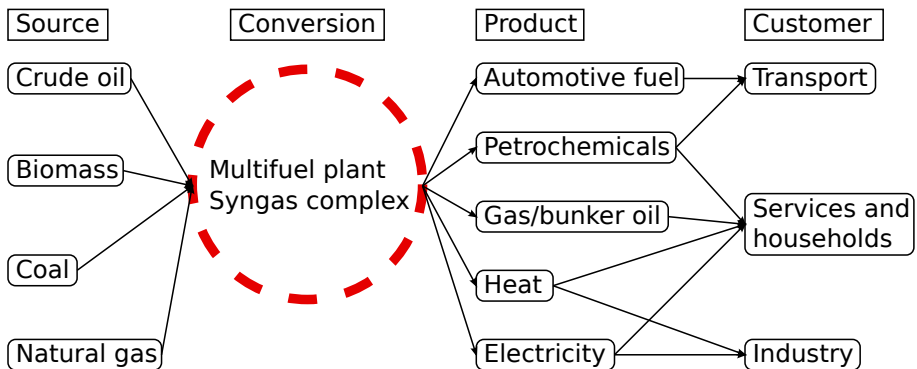 Source
Conversion
Product
Customer
Crude oil
Biomass
Coal
Natural gas
Multifuel plant
Syngas complex
Automotive fuel
Petrochemicals
Gas/bunker oil
Heat
Electricity
Transport
Services and
households
Industry